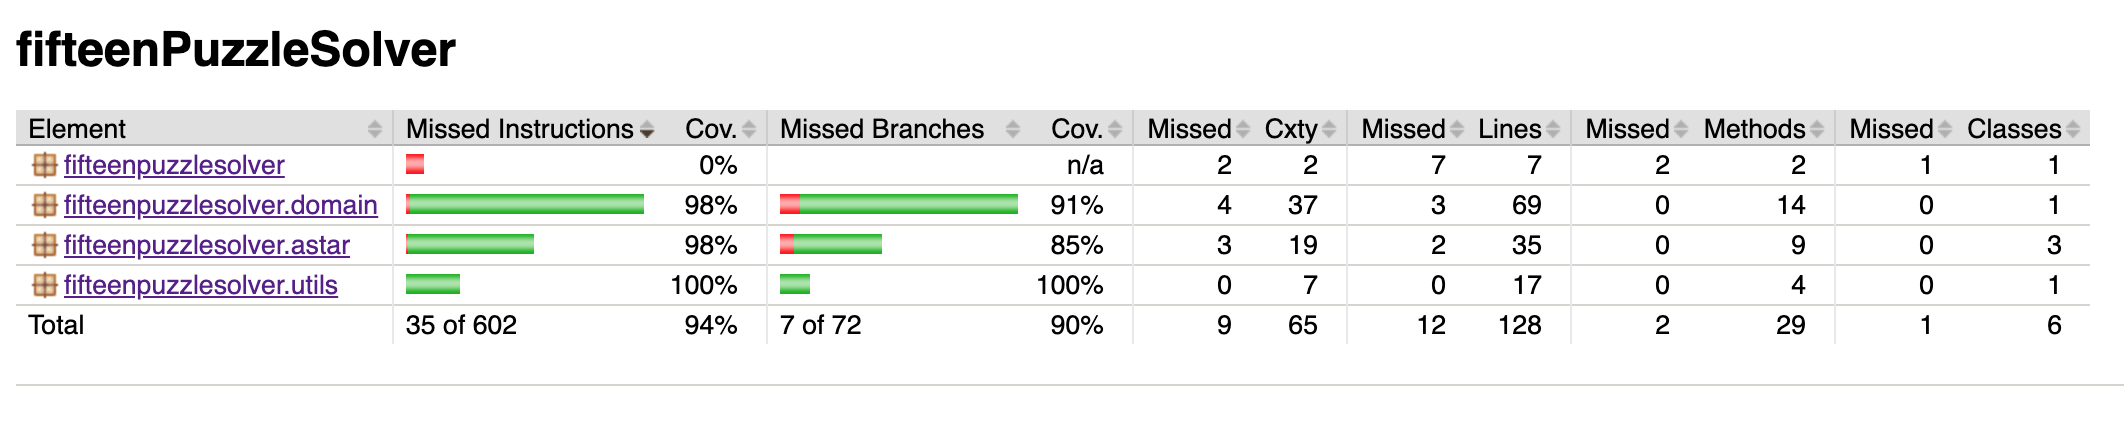 fifteenPuzzleSolver
Element Missed Instructions Cov. Missed Branches Cov. Missed Cxty Missed Lines Missed Methods Missed Classes
fifteenpuzzlesolver 0% n/a 2 2 7 7 2 2 1 1
fifteenpuzzlesolver.domain 98% 91% 4 37 3 69 0 14 0 1
fifteenpuzzlesolver.astar 98% 85% 3 19 2 35 0 9 0 3
fifteenpuzzlesolver.utils 100% 100% 0 7 0 17 0 4 0 1
Total 35 of 602 94% 7 of 72 90% 9 65 12 128 2 29 1 6